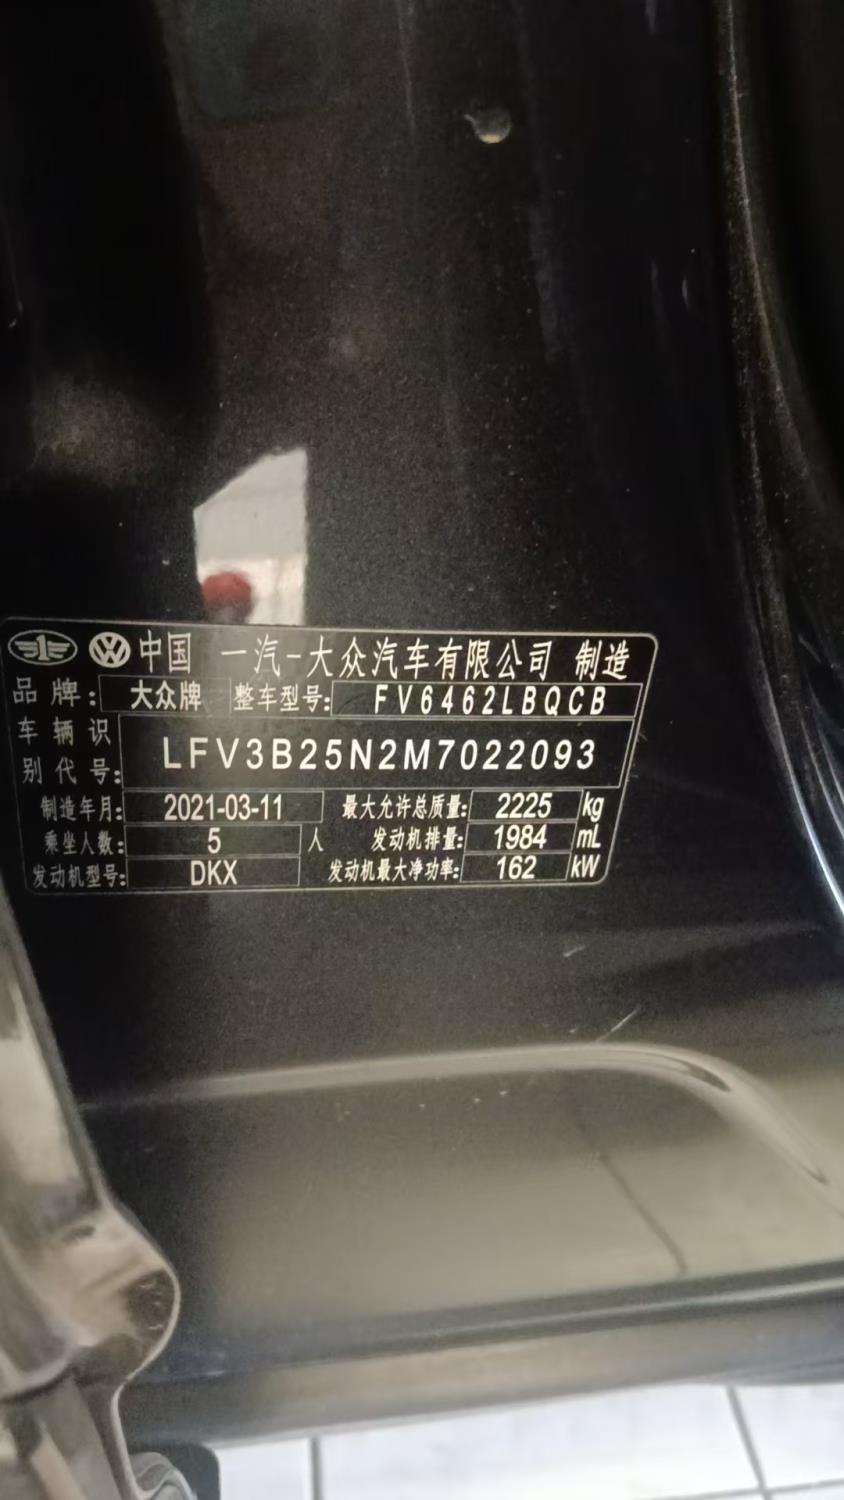 中国 一汽-大众汽车有限公司 制造
品牌: 大众牌 整车型号: FV6462LBQCB
车辆识别代号: LFV3B25N2M7022093
制造年月: 2021-03-11 最大允许总质量: 2225 kg
乘坐人数: 5 人 发动机排量: 1984 mL
发动机型号: DKX 发动机最大净功率: 162 kW